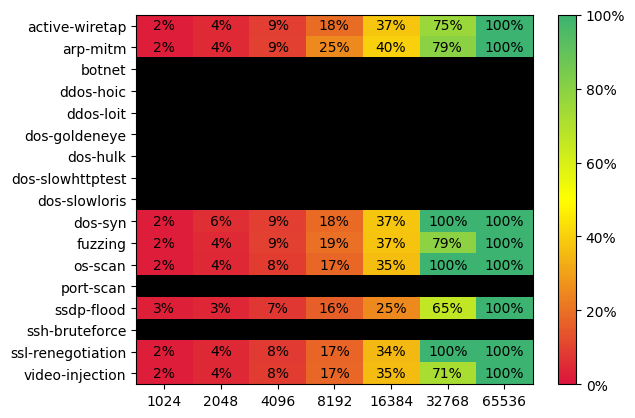 active-wiretap 2% 4% 9% 18% 37% 75% 100%
arp-mitm 2% 4% 9% 25% 40% 79% 100%
botnet
ddos-hoic
ddos-loit
dos-goldeneye
dos-hulk
dos-slowhttptest
dos-slowloris
dos-syn 2% 6% 9% 18% 37% 100% 100%
fuzzing 2% 4% 9% 19% 37% 79% 100%
os-scan 2% 4% 8% 17% 35% 100% 100%
port-scan
ssdp-flood 3% 3% 7% 16% 25% 65% 100%
ssh-bruteforce
ssl-renegotiation 2% 4% 8% 17% 34% 100% 100%
video-injection 2% 4% 8% 17% 35% 71% 100%
1024 2048 4096 8192 16384 32768 65536
100%
80%
60%
40%
20%
0%